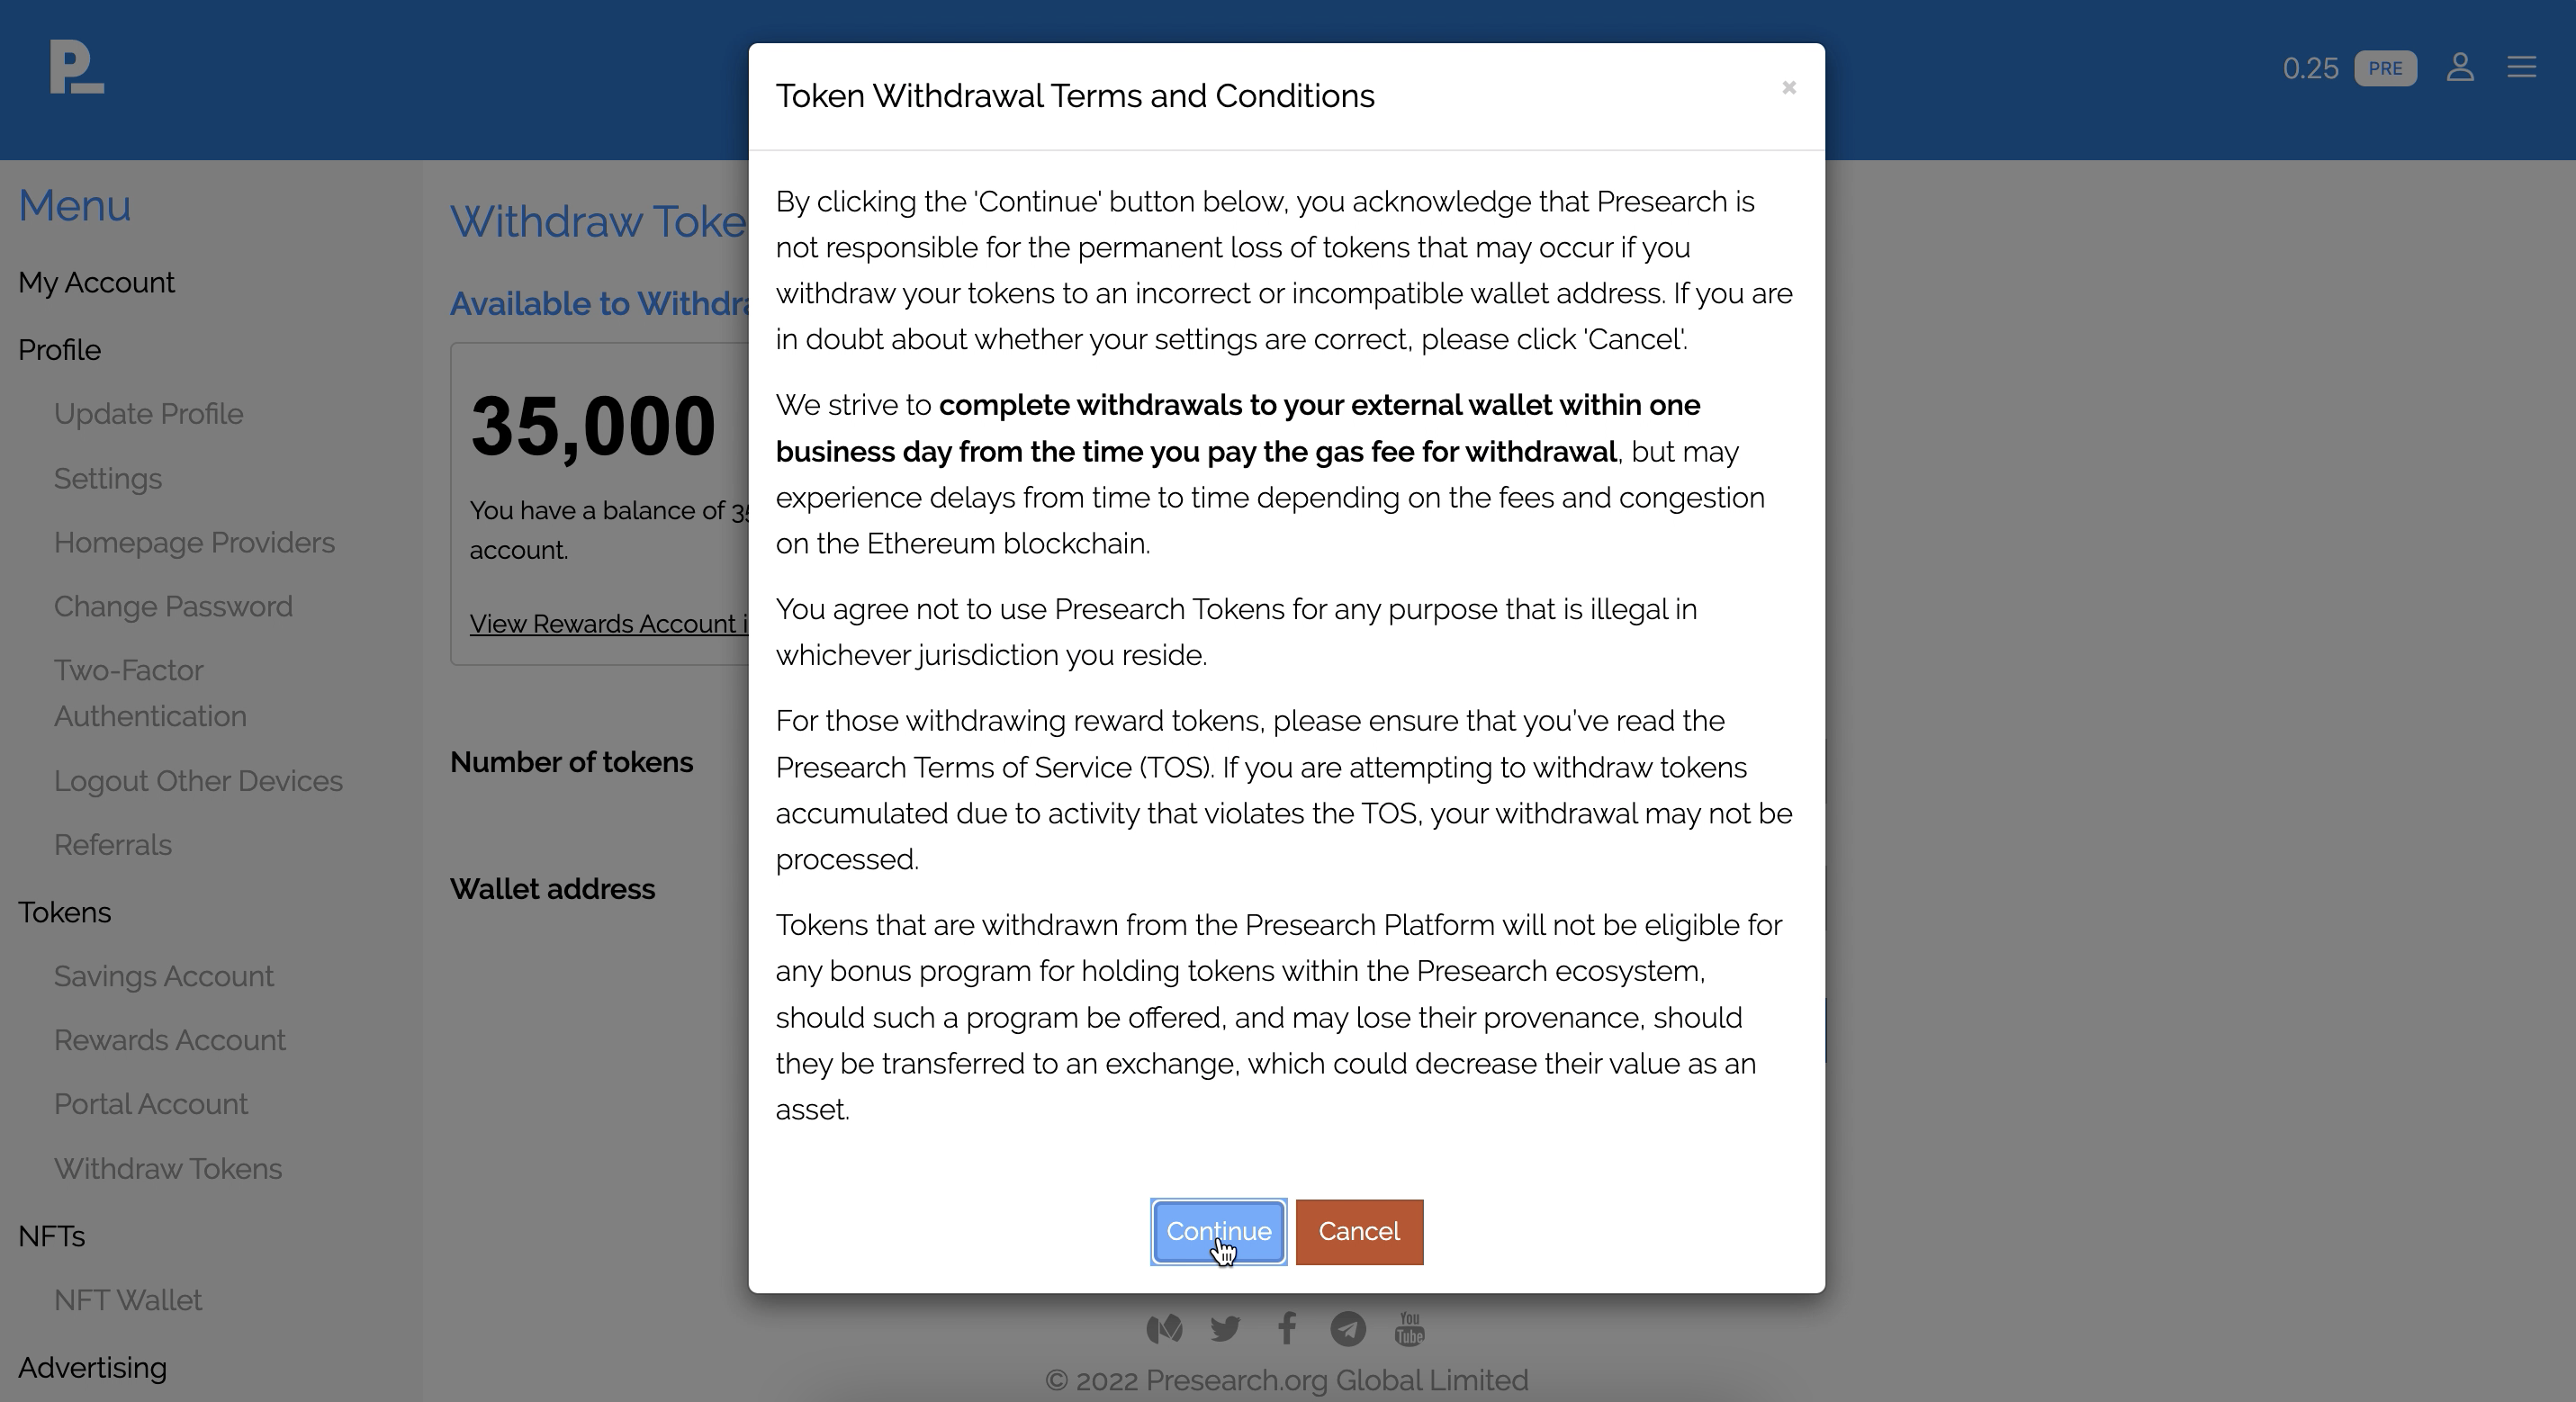 P_
0.25 PRE
Menu
My Account
Profile
Update Profile
Settings
Homepage Providers
Change Password
Two-Factor
Authentication
Logout Other Devices
Referrals
Tokens
Savings Account
Rewards Account
Portal Account
Withdraw Tokens
NFTs
NFT Wallet
Advertising
Withdraw Toke
Available to Withdra
35,000
You have a balance of 35
account.
View Rewards Account i
Number of tokens
Wallet address
Token Withdrawal Terms and Conditions
×
By clicking the 'Continue' button below, you acknowledge that Presearch is
not responsible for the permanent loss of tokens that may occur if you
withdraw your tokens to an incorrect or incompatible wallet address. If you are
in doubt about whether your settings are correct, please click 'Cancel'.
We strive to complete withdrawals to your external wallet within one
business day from the time you pay the gas fee for withdrawal, but may
experience delays from time to time depending on the fees and congestion
on the Ethereum blockchain.
You agree not to use Presearch Tokens for any purpose that is illegal in
whichever jurisdiction you reside.
For those withdrawing reward tokens, please ensure that you’ve read the
Presearch Terms of Service (TOS). If you are attempting to withdraw tokens
accumulated due to activity that violates the TOS, your withdrawal may not be
processed.
Tokens that are withdrawn from the Presearch Platform will not be eligible for
any bonus program for holding tokens within the Presearch ecosystem,
should such a program be offered, and may lose their provenance, should
they be transferred to an exchange, which could decrease their value as an
asset.
Continue Cancel
You
Tube
© 2022 Presearch.org Global Limited